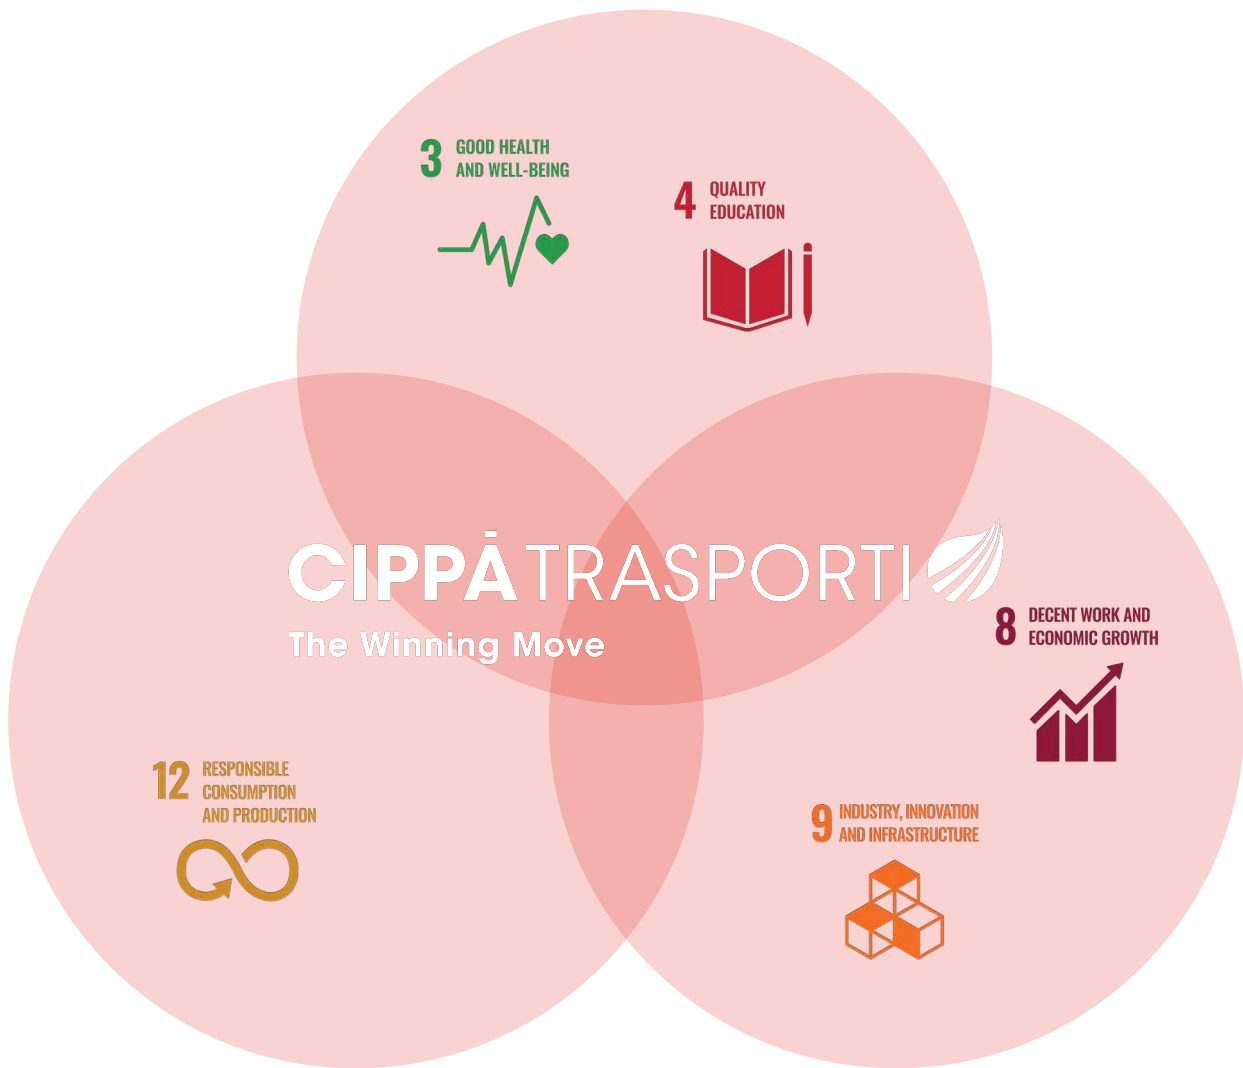 3 GOOD HEALTH
AND WELL-BEING
4 QUALITY
EDUCATION
CIPPÀ TRASPORTI
The Winning Move
8 DECENT WORK AND
ECONOMIC GROWTH
12 RESPONSIBLE
CONSUMPTION
AND PRODUCTION
9 INDUSTRY, INNOVATION
AND INFRASTRUCTURE